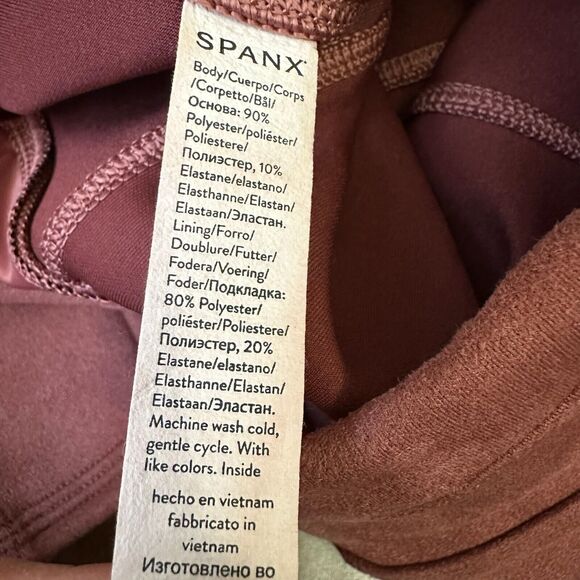 SPANX
Body/Cuerpo/Corps
/Corpetto/Bål/
Основа: 90%
Polyester/poliéster/
Poliestere/
Полиэстер, 10%
Elastane/elastano/
Elasthanne/Elastan/
Elastaan/Эластан.
Lining/Forro/
Doublure/Futter/
Fodera/Voering/
Foder/Подкладка:
80% Polyester/
poliéster/Poliestere/
Полиэстер, 20%
Elastane/elastano/
Elasthanne/Elastan/
Elastaan/Эластан.
Machine wash cold,
gentle cycle. With
like colors. Inside
hecho en vietnam
fabbricato in
vietnam
Изготовлено во